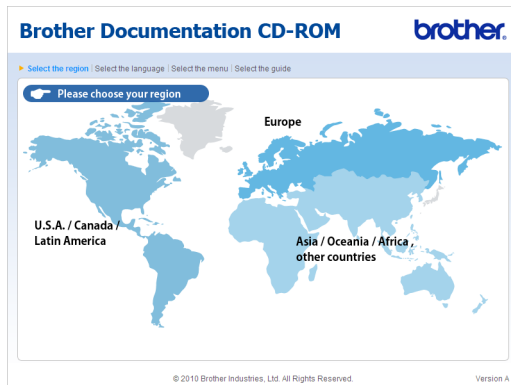 Brother Documentation CD-ROM
brother
Select the region | Select the language | Select the menu | Select the guide
Please choose your region
Europe
U.S.A. / Canada /
Latin America
Asia / Oceania / Africa ,
other countries
© 2010 Brother Industries, Ltd. All Rights Reserved.
Version A